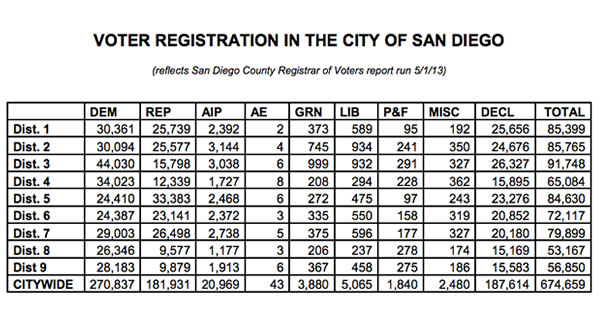 VOTER REGISTRATION IN THE CITY OF SAN DIEGO
(reflects San Diego County Registrar of Voters report run 5/1/13)
DEM REP AIP AE GRN LIB P&F MISC DECL TOTAL
Dist. 1 30,361 25,739 2,392 2 373 589 95 192 25,656 85,399
Dist. 2 30,094 25,577 3,144 4 745 934 241 350 24,676 85,765
Dist. 3 44,030 15,798 3,038 6 999 932 291 327 26,327 91,748
Dist. 4 34,023 12,339 1,727 8 208 294 228 362 15,895 65,084
Dist. 5 24,410 33,383 2,468 6 272 475 97 243 23,276 84,630
Dist. 6 24,387 23,141 2,372 3 335 550 158 319 20,852 72,117
Dist. 7 29,003 26,498 2,738 5 375 596 177 327 20,180 79,899
Dist. 8 26,346 9,577 1,177 3 206 237 278 174 15,169 53,167
Dist 9 28,183 9,879 1,913 6 367 458 275 186 15,583 56,850
CITYWIDE 270,837 181,931 20,969 43 3,880 5,065 1,840 2,480 187,614 674,659